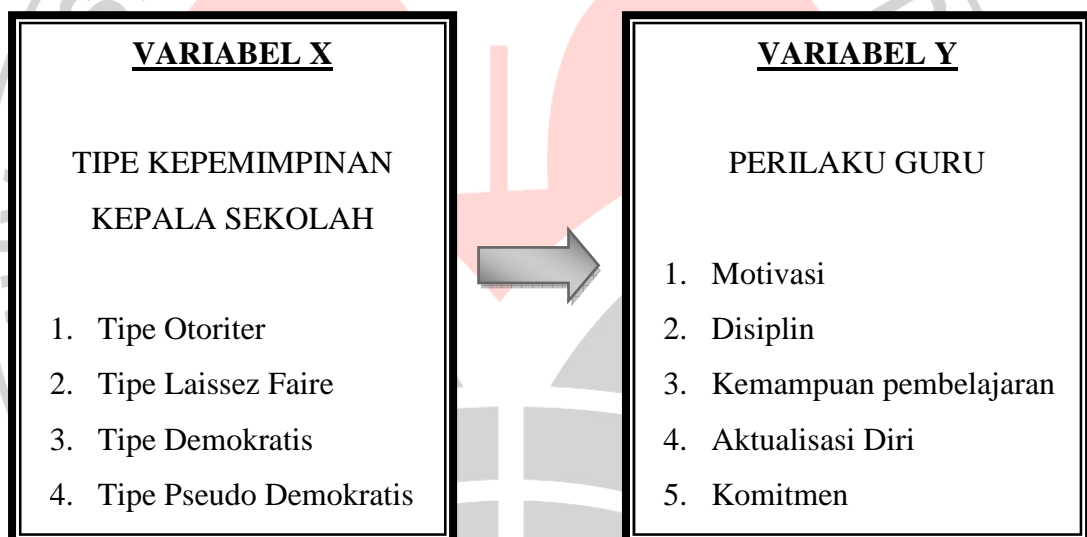 VARIABEL X
TIPE KEPEMIMPINAN
KEPALA SEKOLAH
1. Tipe Otoriter
2. Tipe Laissez Faire
3. Tipe Demokratis
4. Tipe Pseudo Demokratis
VARIABEL Y
PERILAKU GURU
1. Motivasi
2. Disiplin
3. Kemampuan pembelajaran
4. Aktualisasi Diri
5. Komitmen